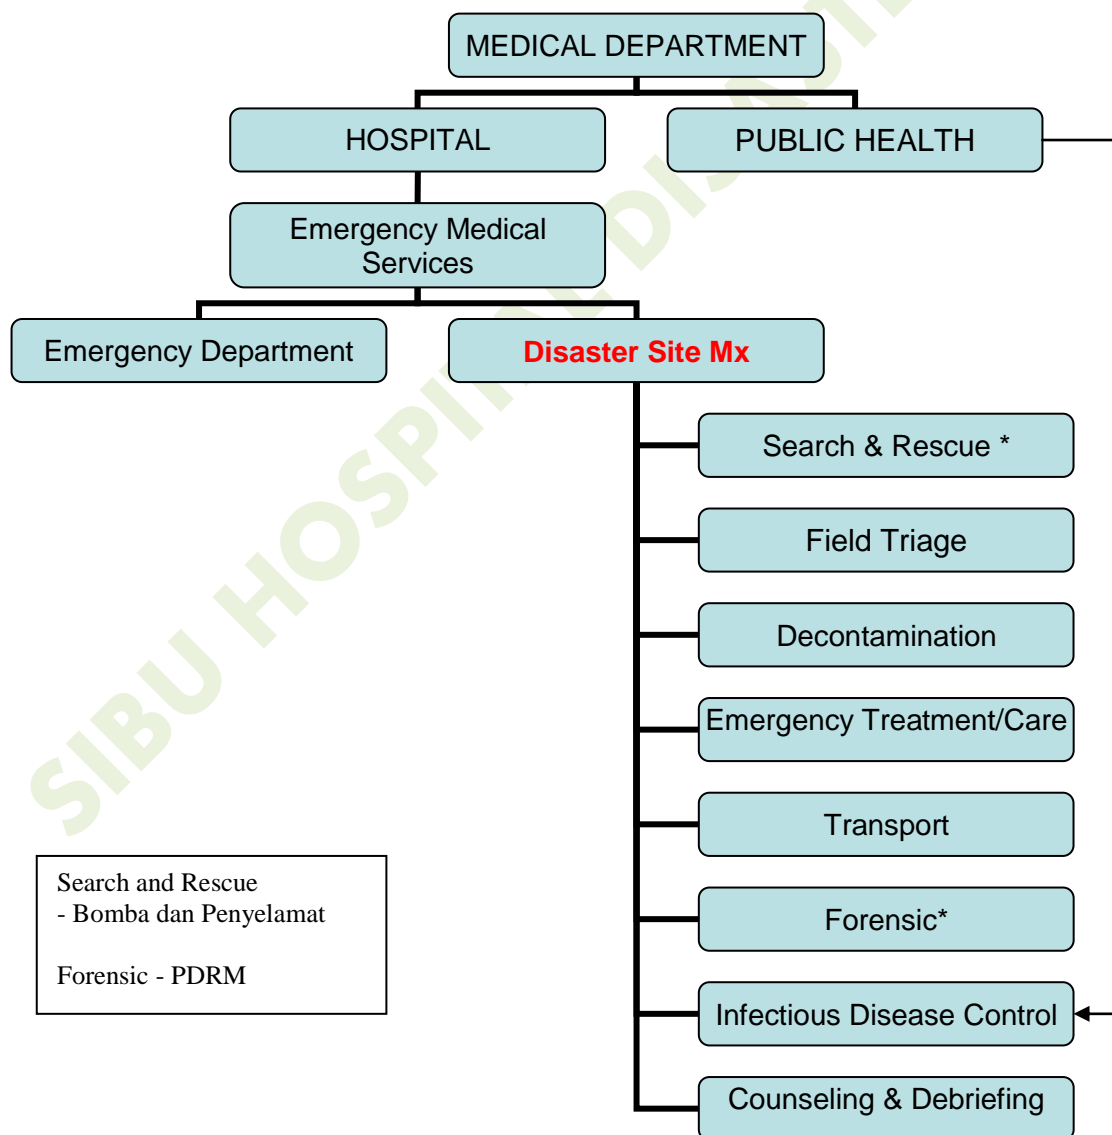 MEDICAL DEPARTMENT
HOSPITAL
PUBLIC HEALTH
Emergency Medical
Services
Emergency Department
Disaster Site Mx
Search & Rescue *
Field Triage
Decontamination
Emergency Treatment/Care
Transport
Forensic*
Infectious Disease Control
Counseling & Debriefing
Search and Rescue
- Bomba dan Penyelamat
Forensic - PDRM
SIBU HOSPITAL DISASTE